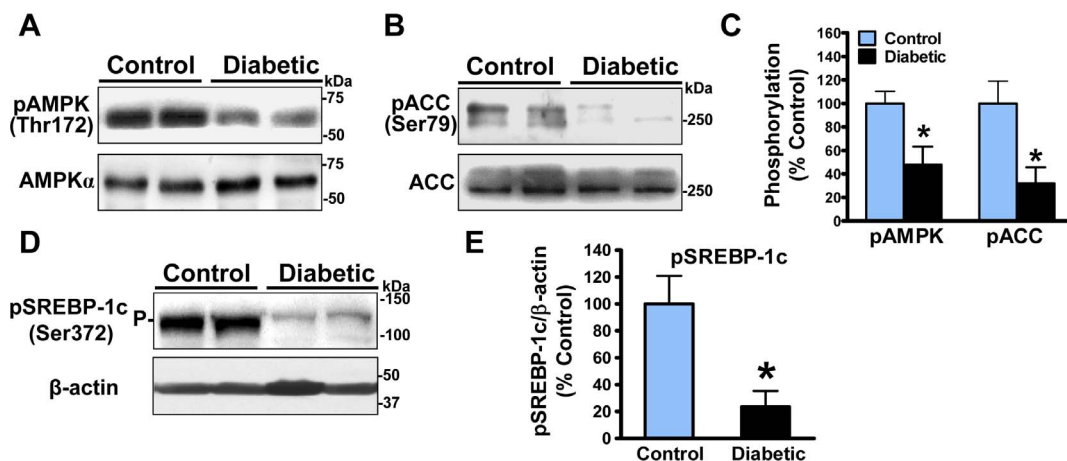 A
Control Diabetic
kDa
pAMPK
(Thr172)
-75
-50
AMPKα
-75
-50
B
Control Diabetic
kDa
pACC
(Ser79)
-250
ACC
-250
C
Control
Diabetic
Phosphorylation
(% Control)
160
140
120
100
80
60
40
20
0
*
*
pAMPK
pACC
D
Control Diabetic
kDa
pSREBP-1c
(Ser372)
P-
-150
-100
β-actin
-50
-37
E
pSREBP-1c
pSREBP-1c/β-actin
(% Control)
140
120
100
80
60
40
20
0
*
Control Diabetic